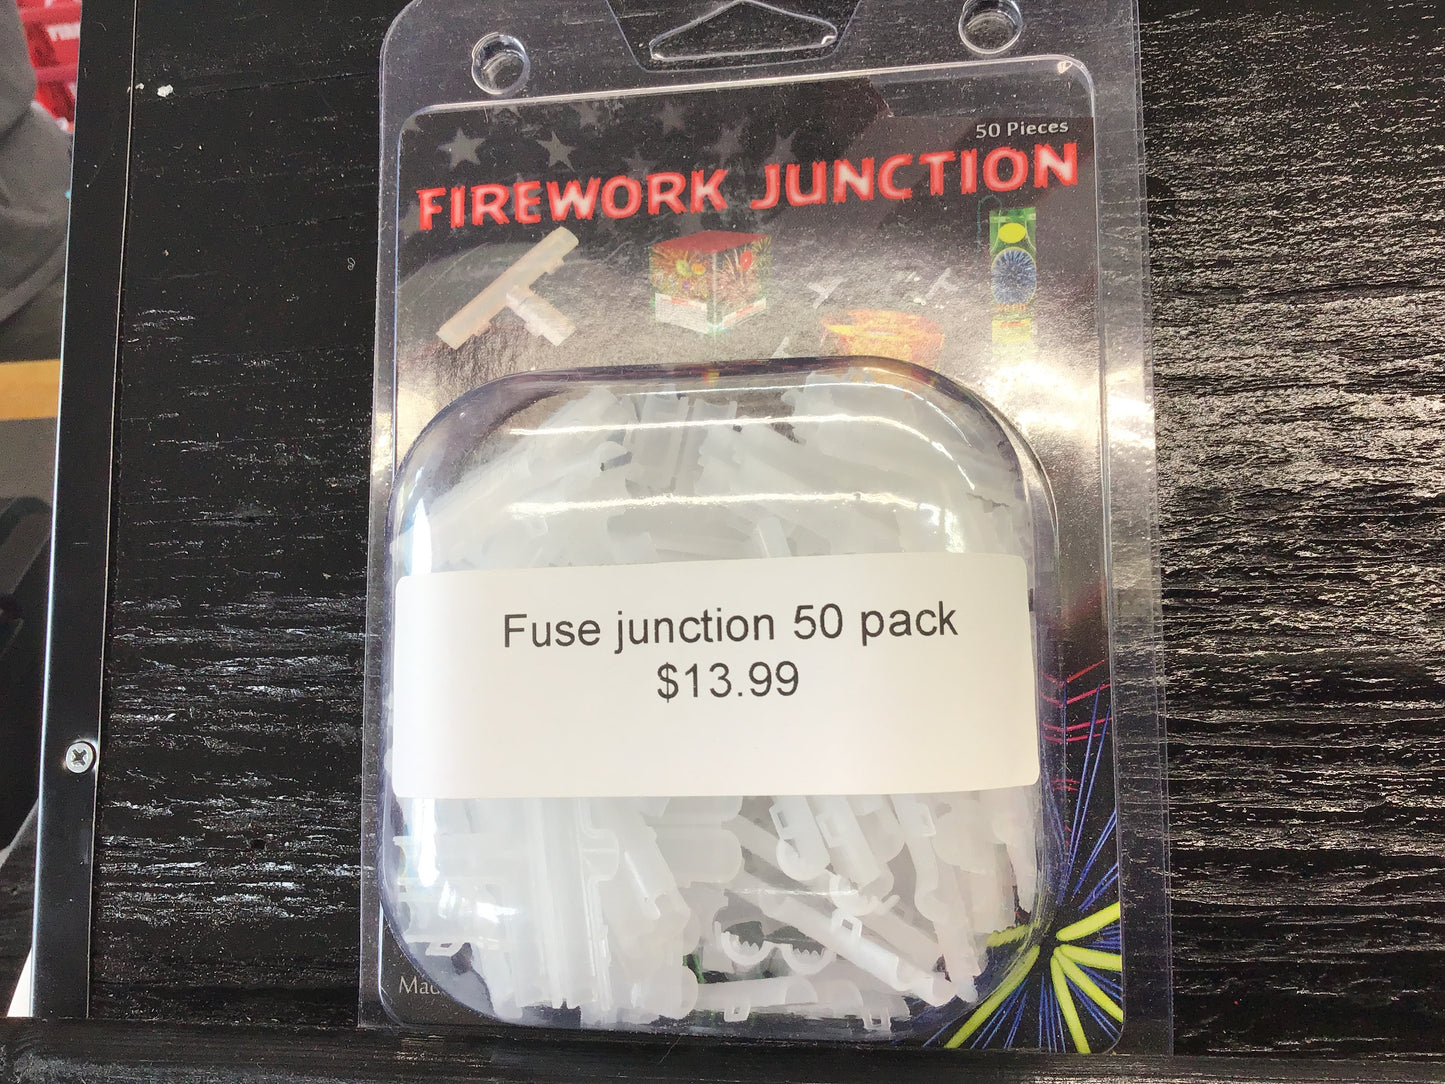 50 Pieces
FIREWORK JUNCTION
Fuse junction 50 pack
$13.99